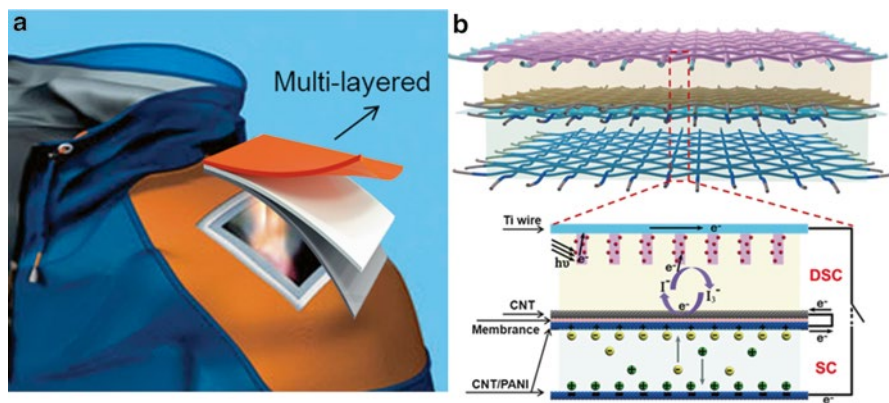 a
Multi-layered
b
Ti wire
e⁻
hυ
e⁻
e⁻
I⁻
I₃⁻
e⁻
DSC
CNT
Membrance
e⁻
e⁻
SC
CNT/PANI
e⁻